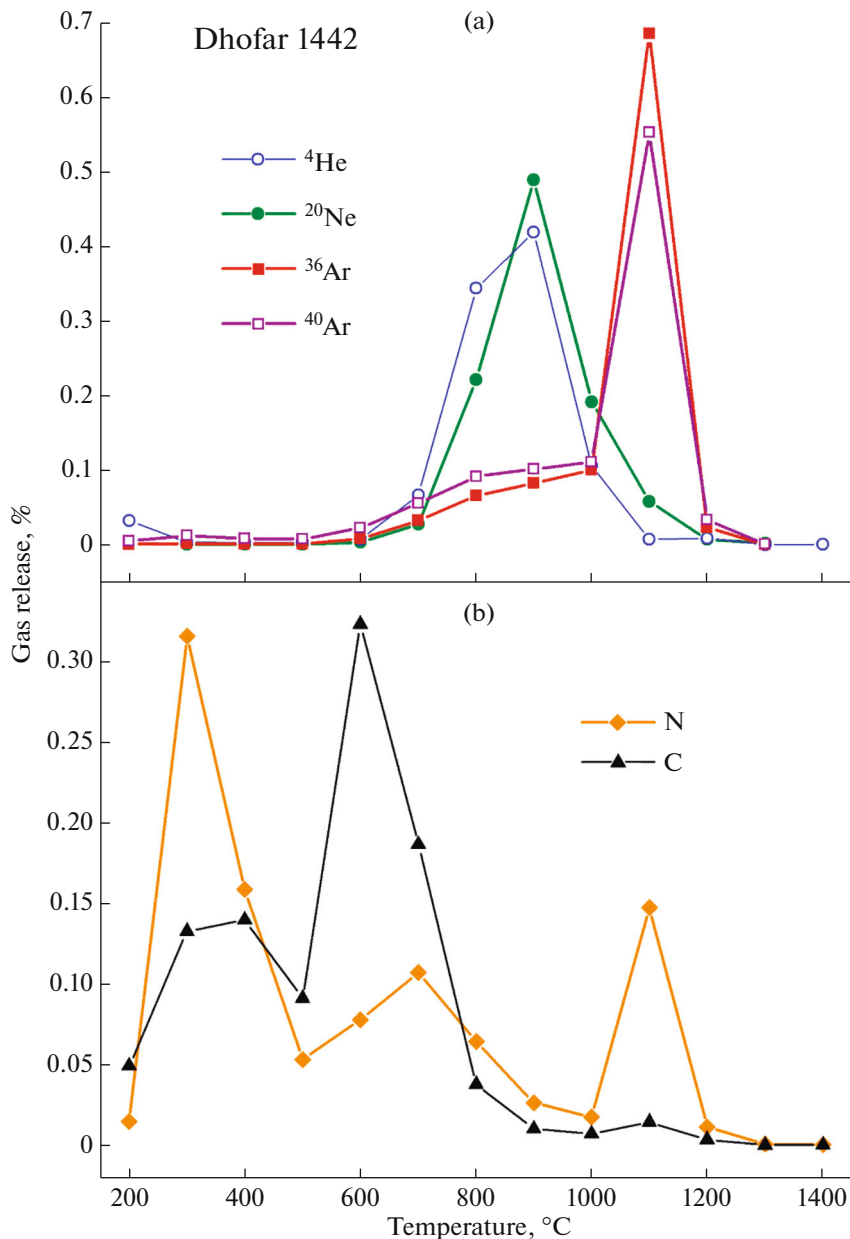 Dhofar 1442
(a)
⁴He
²⁰Ne
³⁶Ar
⁴⁰Ar
0.7
0.6
0.5
0.4
0.3
0.2
0.1
0
Gas release, %
(b)
N
C
0.30
0.25
0.20
0.15
0.10
0.05
0
200 400 600 800 1000 1200 1400
Temperature, °C